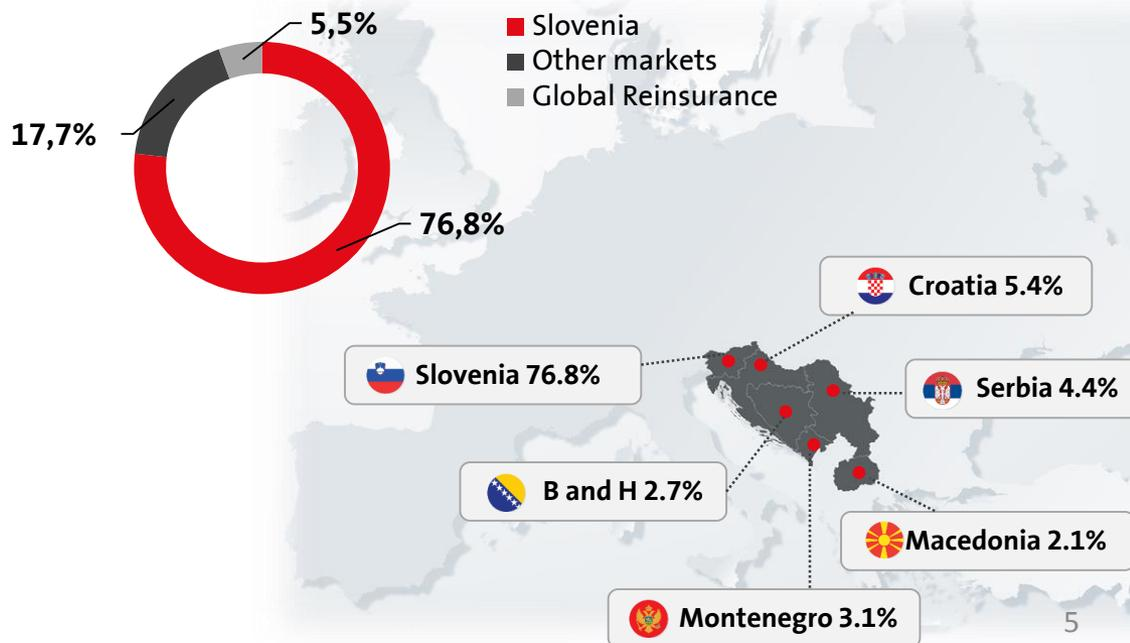 5,5%
Slovenia
Other markets
Global Reinsurance
17,7%
76,8%
Croatia 5.4%
Slovenia 76.8%
Serbia 4.4%
B and H 2.7%
Macedonia 2.1%
Montenegro 3.1%
5